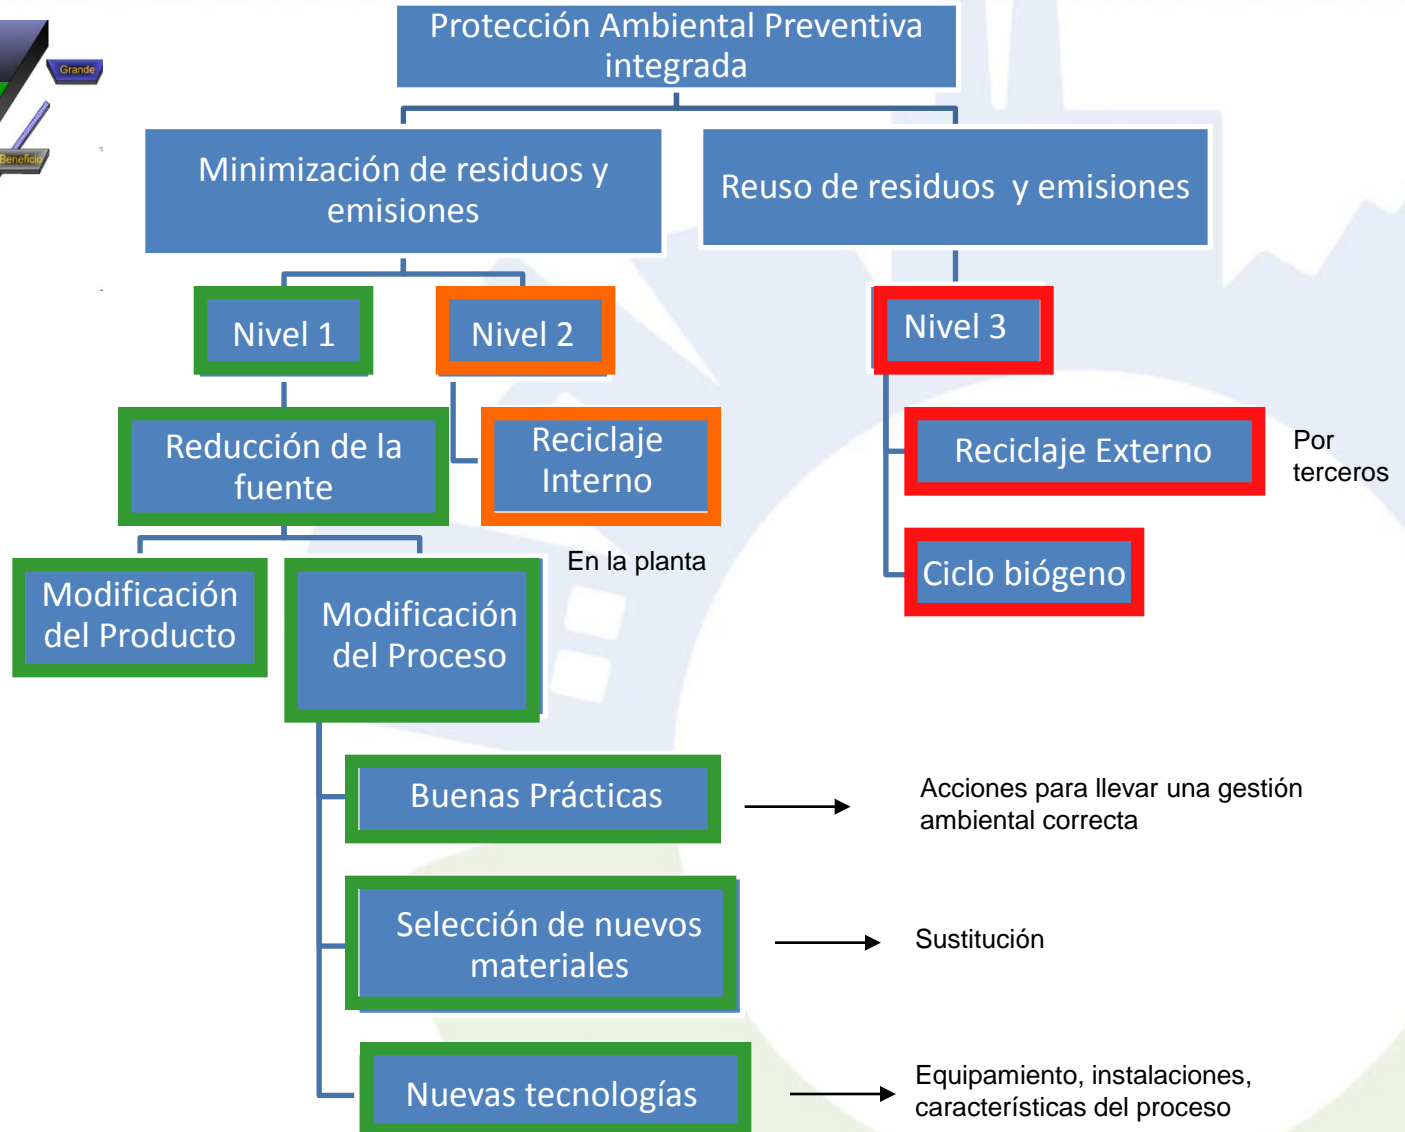 Protección Ambiental Preventiva
integrada
Grande
Beneficio
Minimización de residuos y
emisiones
Reuso de residuos y emisiones
Nivel 1
Nivel 2
Nivel 3
Reducción de la
fuente
Reciclaje
Interno
Reciclaje Externo
Por
terceros
En la planta
Ciclo biógeno
Modificación
del Producto
Modificación
del Proceso
Buenas Prácticas
Acciones para llevar una gestión
ambiental correcta
Selección de nuevos
materiales
Sustitución
Nuevas tecnologías
Equipamiento, instalaciones,
características del proceso